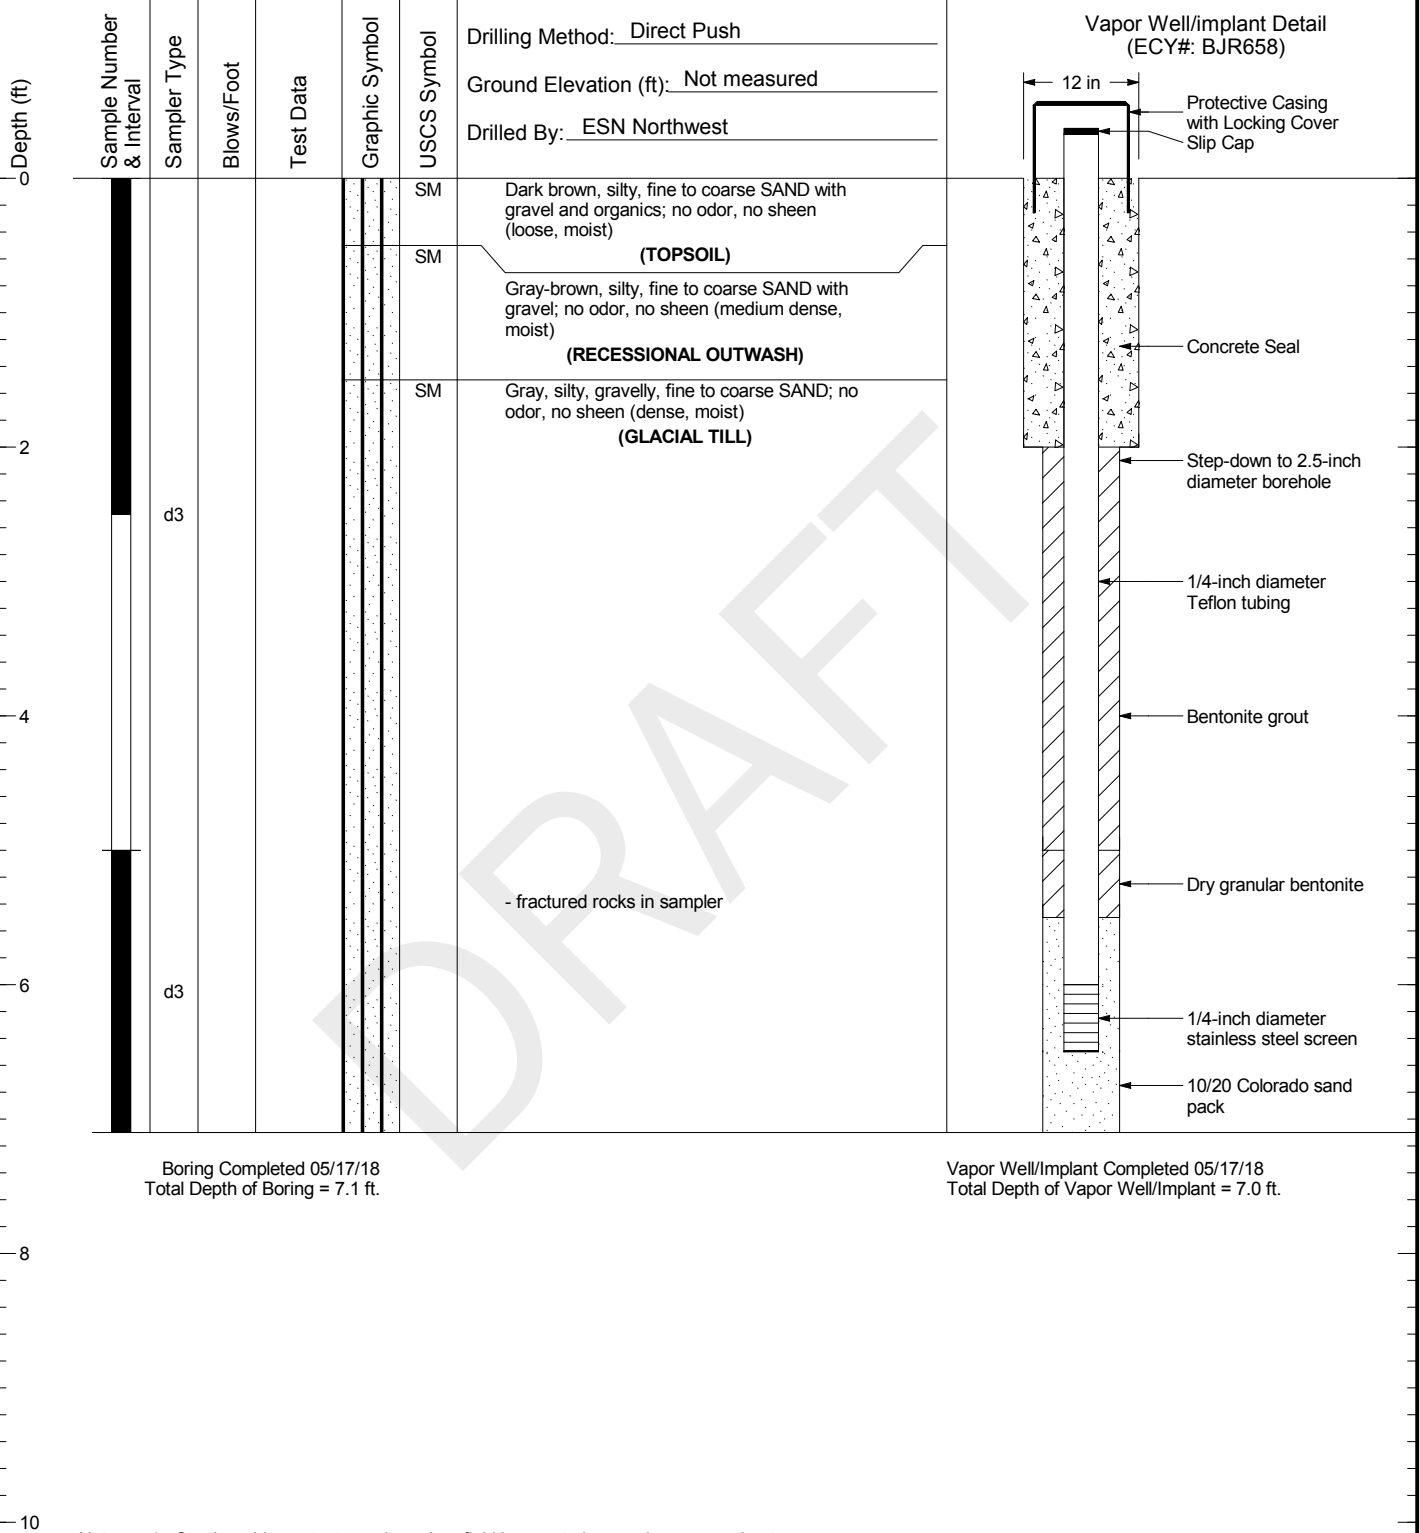 Depth (ft)
Sample Number
& Interval
Sampler Type
Blows/Foot
Test Data
Graphic Symbol
USCS Symbol
Drilling Method: Direct Push
Ground Elevation (ft): Not measured
Drilled By: ESN Northwest
Vapor Well/implant Detail
(ECY#: BJR658)
12 in
Protective Casing
with Locking Cover
Slip Cap
0
SM
Dark brown, silty, fine to coarse SAND with
gravel and organics; no odor, no sheen
(loose, moist)
(TOPSOIL)
SM
Gray-brown, silty, fine to coarse SAND with
gravel; no odor, no sheen (medium dense,
moist)
(RECESSIONAL OUTWASH)
Concrete Seal
SM
Gray, silty, gravelly, fine to coarse SAND; no
odor, no sheen (dense, moist)
(GLACIAL TILL)
2
Step-down to 2.5-inch
diameter borehole
d3
1/4-inch diameter
Teflon tubing
4
Bentonite grout
Dry granular bentonite
- fractured rocks in sampler
6
d3
1/4-inch diameter
stainless steel screen
10/20 Colorado sand
pack
DRAFT
Boring Completed 05/17/18
Total Depth of Boring = 7.1 ft.
Vapor Well/Implant Completed 05/17/18
Total Depth of Vapor Well/Implant = 7.0 ft.
8
10